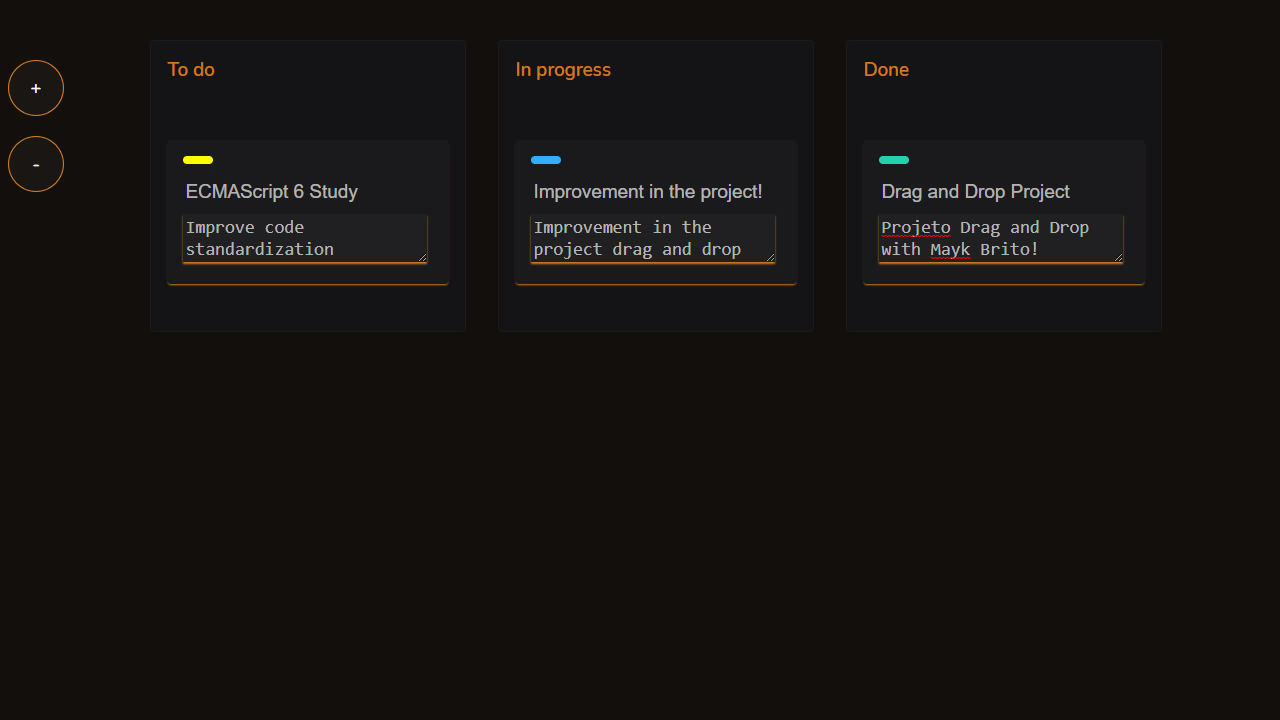 +
-
To do
ECMAScript 6 Study
Improve code
standardization
In progress
Improvement in the project!
Improvement in the
project drag and drop
Done
Drag and Drop Project
Projeto Drag and Drop
with Mayk Brito!